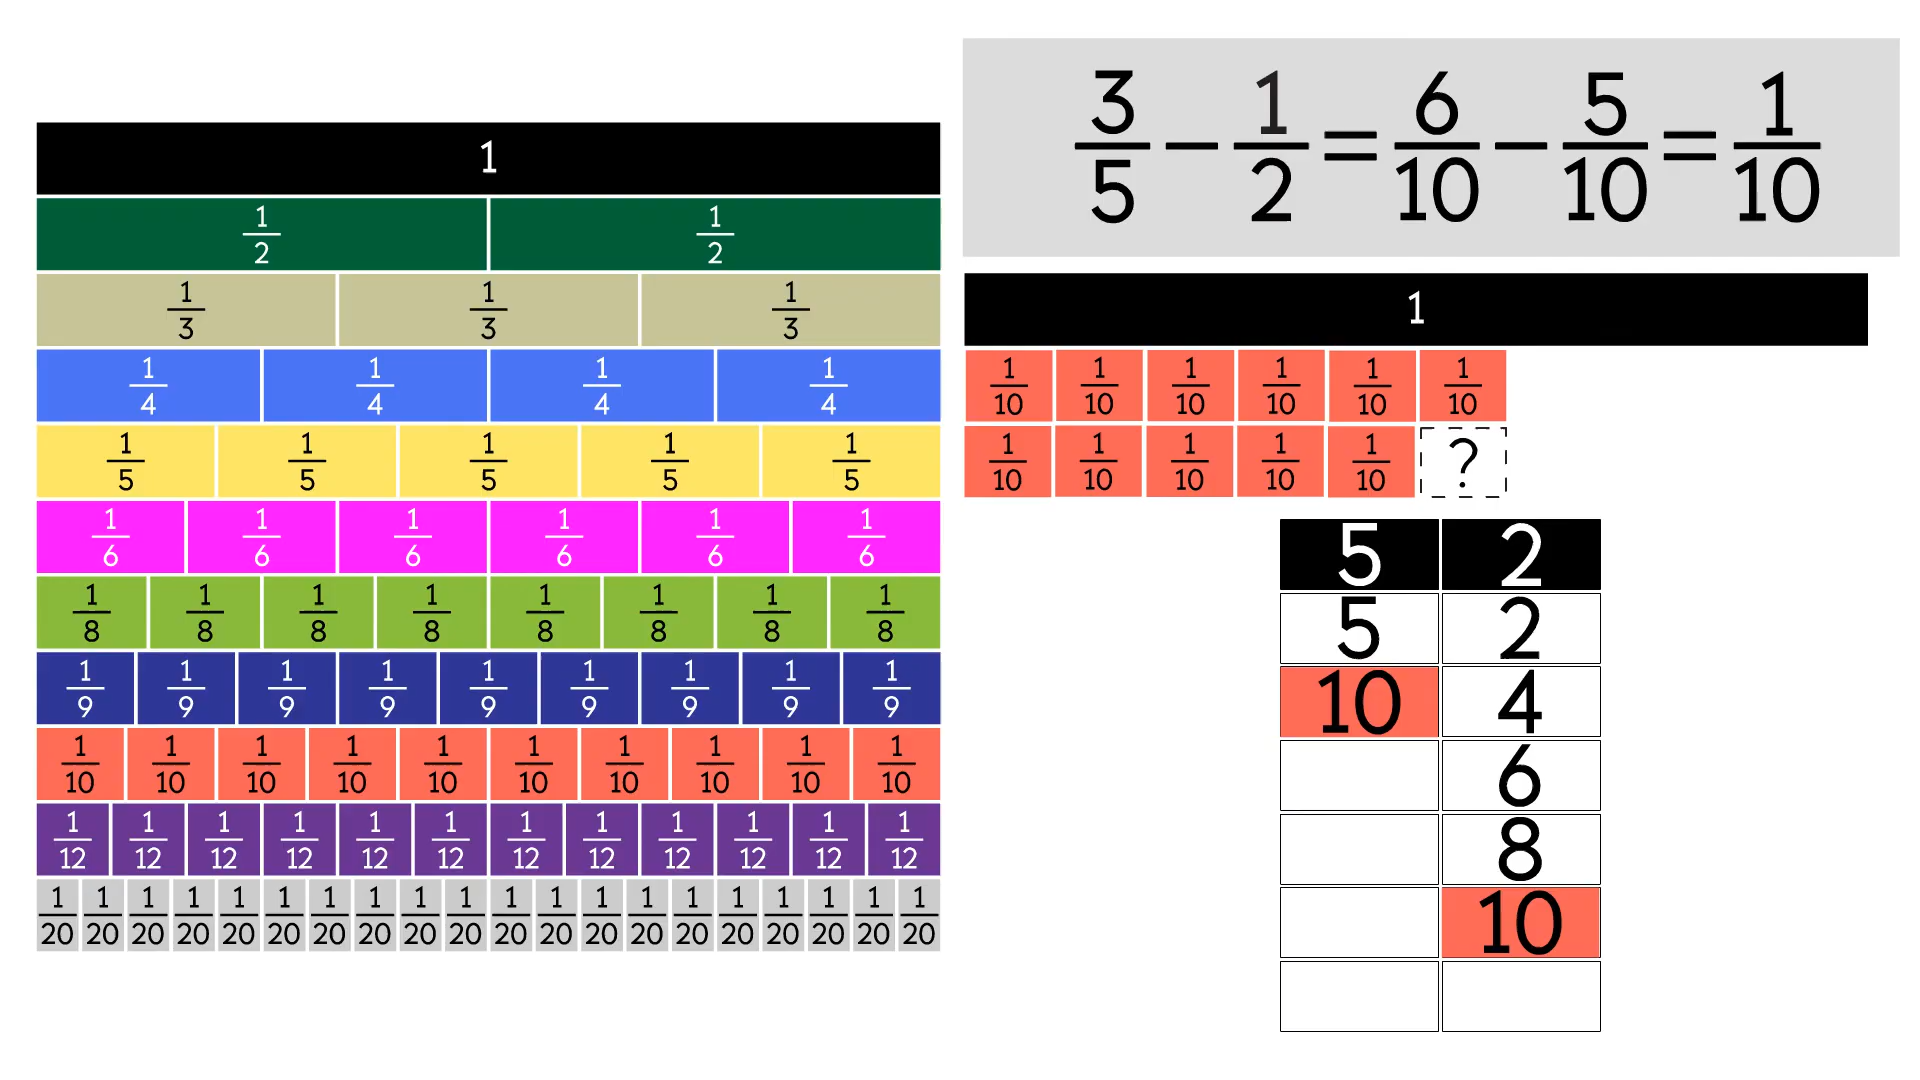 1
1/2 1/2
1/3 1/3 1/3
1/4 1/4 1/4 1/4
1/5 1/5 1/5 1/5 1/5
1/6 1/6 1/6 1/6 1/6 1/6
1/8 1/8 1/8 1/8 1/8 1/8 1/8 1/8
1/9 1/9 1/9 1/9 1/9 1/9 1/9 1/9 1/9
1/10 1/10 1/10 1/10 1/10 1/10 1/10 1/10 1/10 1/10
1/12 1/12 1/12 1/12 1/12 1/12 1/12 1/12 1/12 1/12 1/12 1/12
1/20 1/20 1/20 1/20 1/20 1/20 1/20 1/20 1/20 1/20 1/20 1/20 1/20 1/20 1/20 1/20 1/20 1/20 1/20 1/20
3/5 − 1/2 = 6/10 − 5/10 = 1/10
1
1/10 1/10 1/10 1/10 1/10 1/10
1/10 1/10 1/10 1/10 1/10 ?
5 2
5 2
10 4
6
8
10